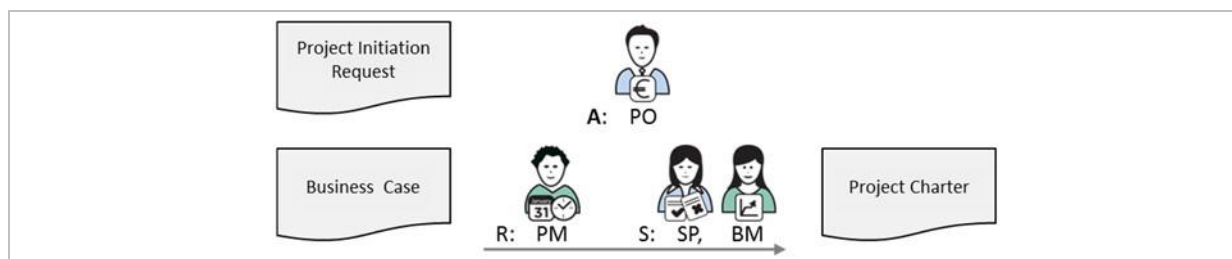 Project Initiation
Request
A: PO
Business Case
31
Project Charter
R: PM S: SP, BM